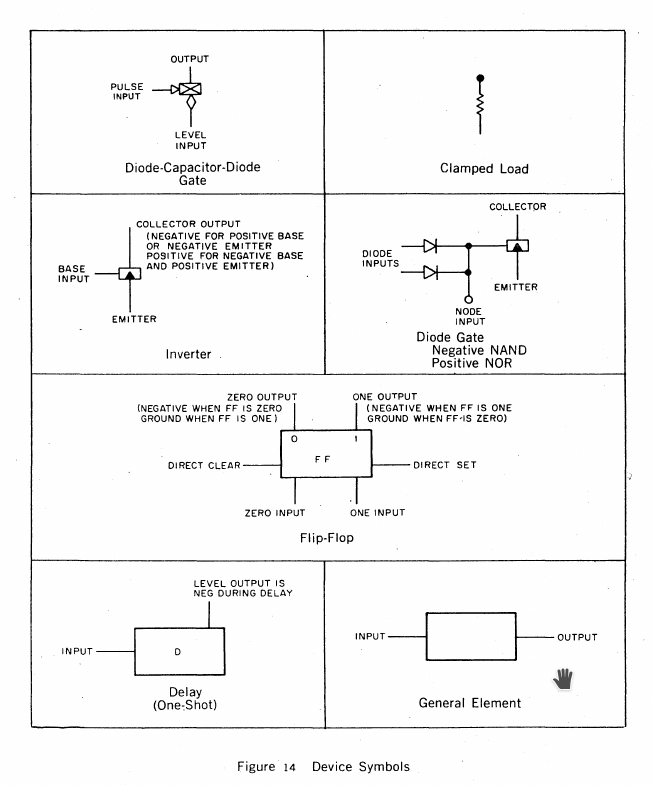 OUTPUT
PULSE
INPUT
LEVEL
INPUT
Diode-Capacitor-Diode
Gate
Clamped Load
COLLECTOR OUTPUT
(NEGATIVE FOR POSITIVE BASE
OR NEGATIVE EMITTER
POSITIVE FOR NEGATIVE BASE
AND POSITIVE EMITTER)
BASE
INPUT
EMITTER
Inverter
COLLECTOR
DIODE
INPUTS
EMITTER
NODE
INPUT
Diode Gate
Negative NAND
Positive NOR
ZERO OUTPUT
(NEGATIVE WHEN FF IS ZERO
GROUND WHEN FF IS ONE)
ONE OUTPUT
(NEGATIVE WHEN FF IS ONE
GROUND WHEN FF IS ZERO)
0
1
FF
DIRECT CLEAR
DIRECT SET
ZERO INPUT
ONE INPUT
Flip-Flop
LEVEL OUTPUT IS
NEG DURING DELAY
INPUT
D
Delay
(One-Shot)
INPUT
OUTPUT
General Element
Figure 14 Device Symbols